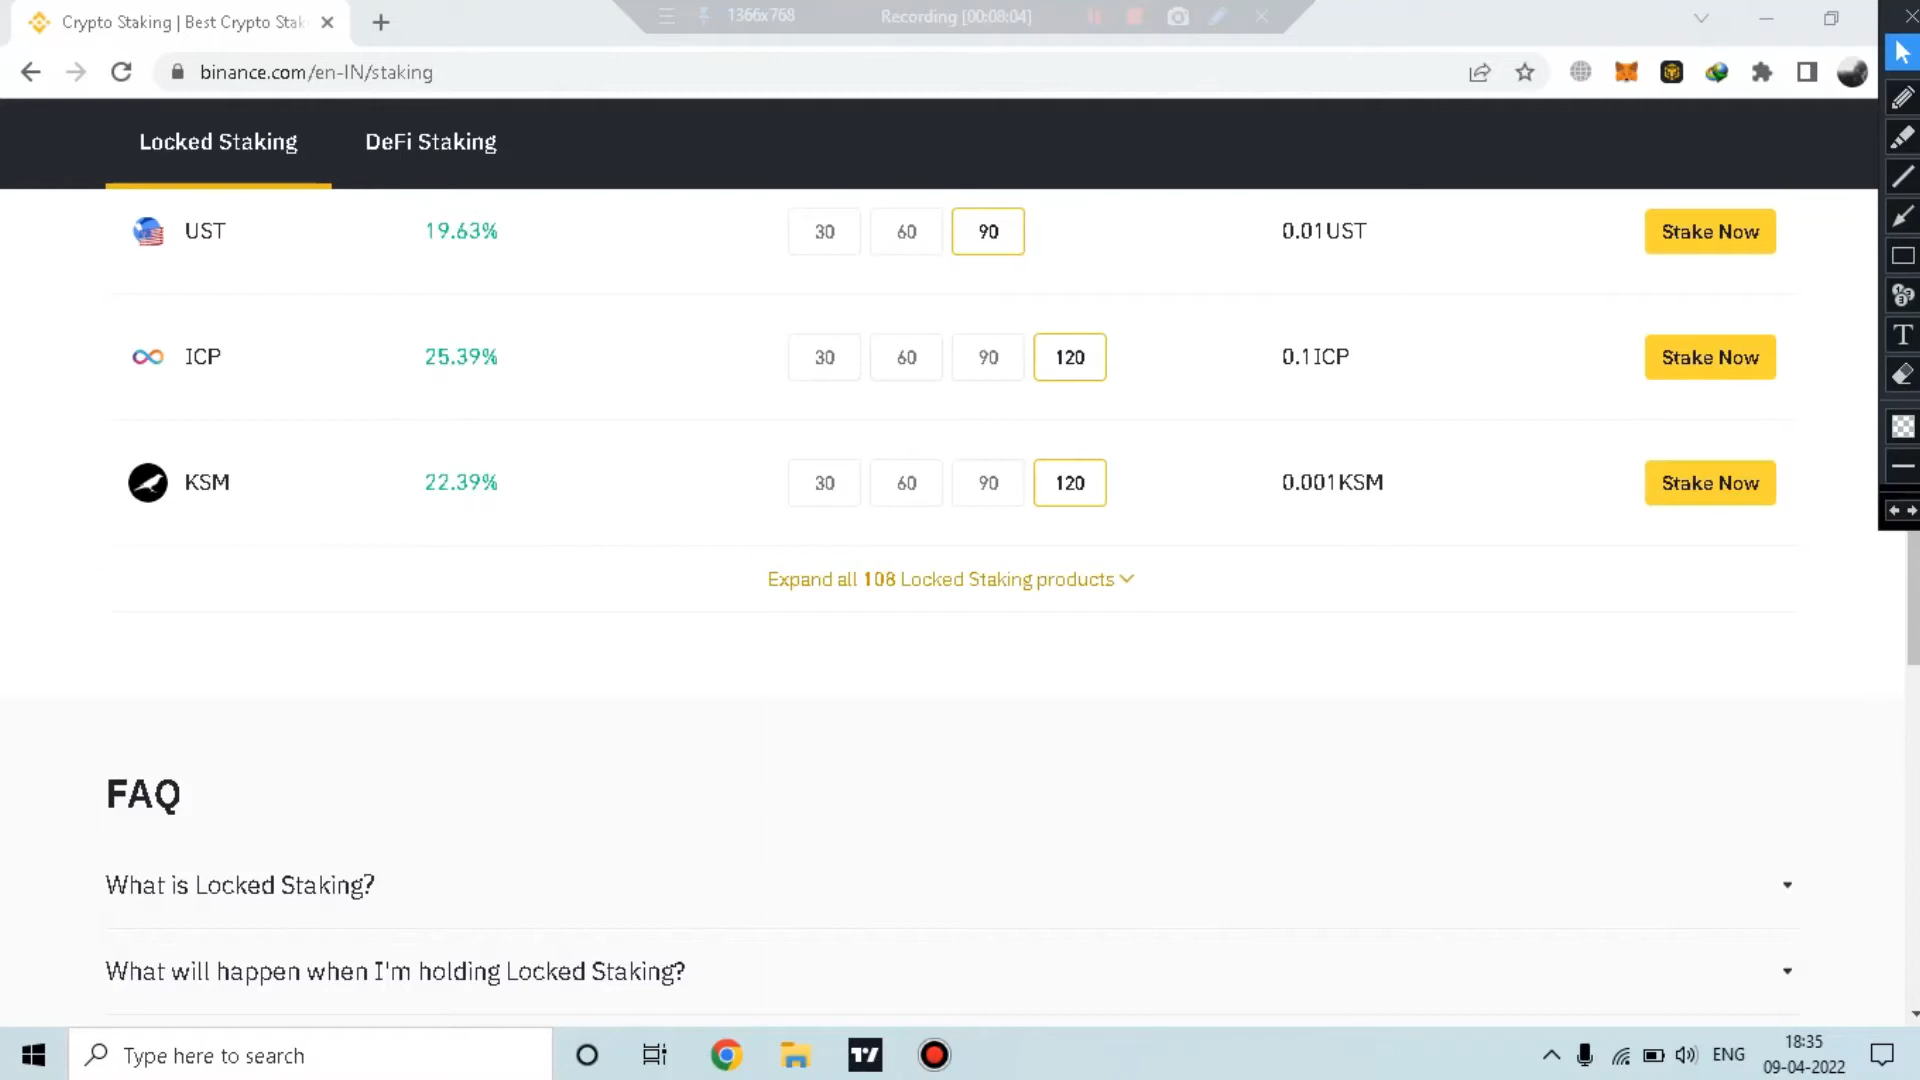 Crypto Staking | Best Crypto Stak
1366x768
Recording [00:08:04]
binance.com/en-IN/staking
Locked Staking
DeFi Staking
UST 19.63% 30 60 90 0.01UST Stake Now
ICP 25.39% 30 60 90 120 0.1ICP Stake Now
KSM 22.39% 30 60 90 120 0.001KSM Stake Now
Expand all 108 Locked Staking products
FAQ
What is Locked Staking?
What will happen when I'm holding Locked Staking?
Type here to search
ENG
18:35
09-04-2022